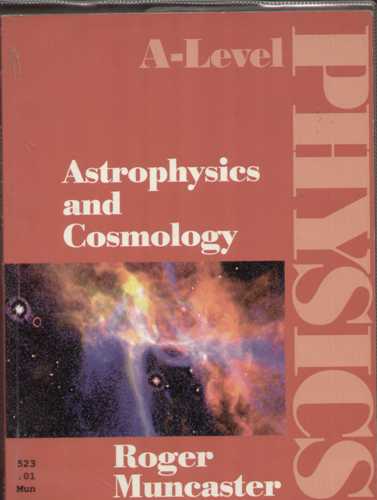 A-Level
PHYSICS
Astrophysics
and
Cosmology
523
.01
Mun
Roger
Muncaster